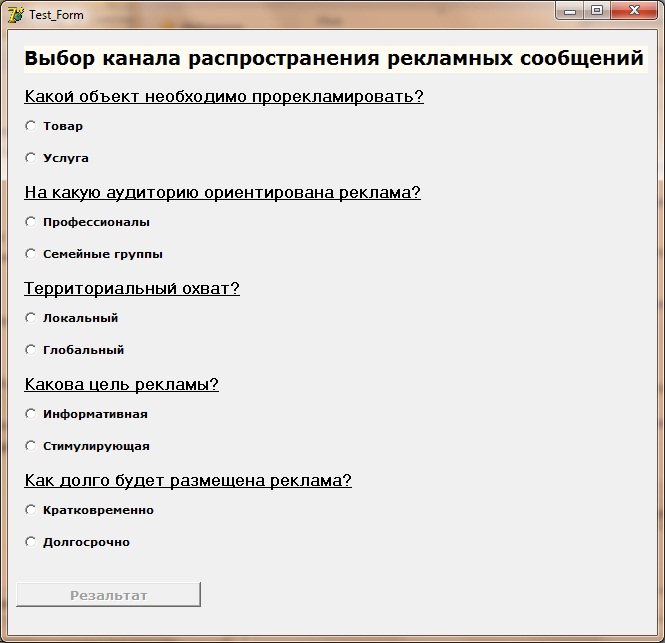 Test_Form
Выбор канала распространения рекламных сообщений
Какой объект необходимо прорекламировать?
Товар
Услуга
На какую аудиторию ориентирована реклама?
Профессионалы
Семейные группы
Территориальный охват?
Локальный
Глобальный
Какова цель рекламы?
Информативная
Стимулирующая
Как долго будет размещена реклама?
Кратковременно
Долгосрочно
Резальтат